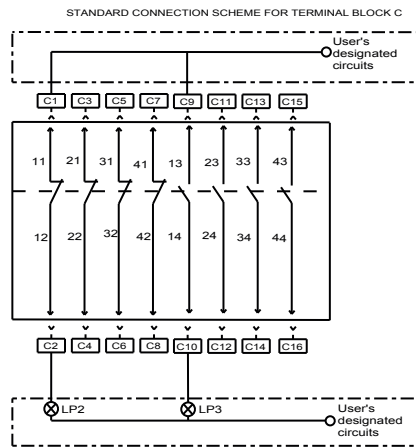 STANDARD CONNECTION SCHEME FOR TERMINAL BLOCK C
User's
designated
circuits
C1 C3 C5 C7 C9 C11 C13 C15
11 21 31 41 13 23 33 43
12 22 32 42 14 24 34 44
C2 C4 C6 C8 C10 C12 C14 C16
LP2 LP3
User's
designated
circuits